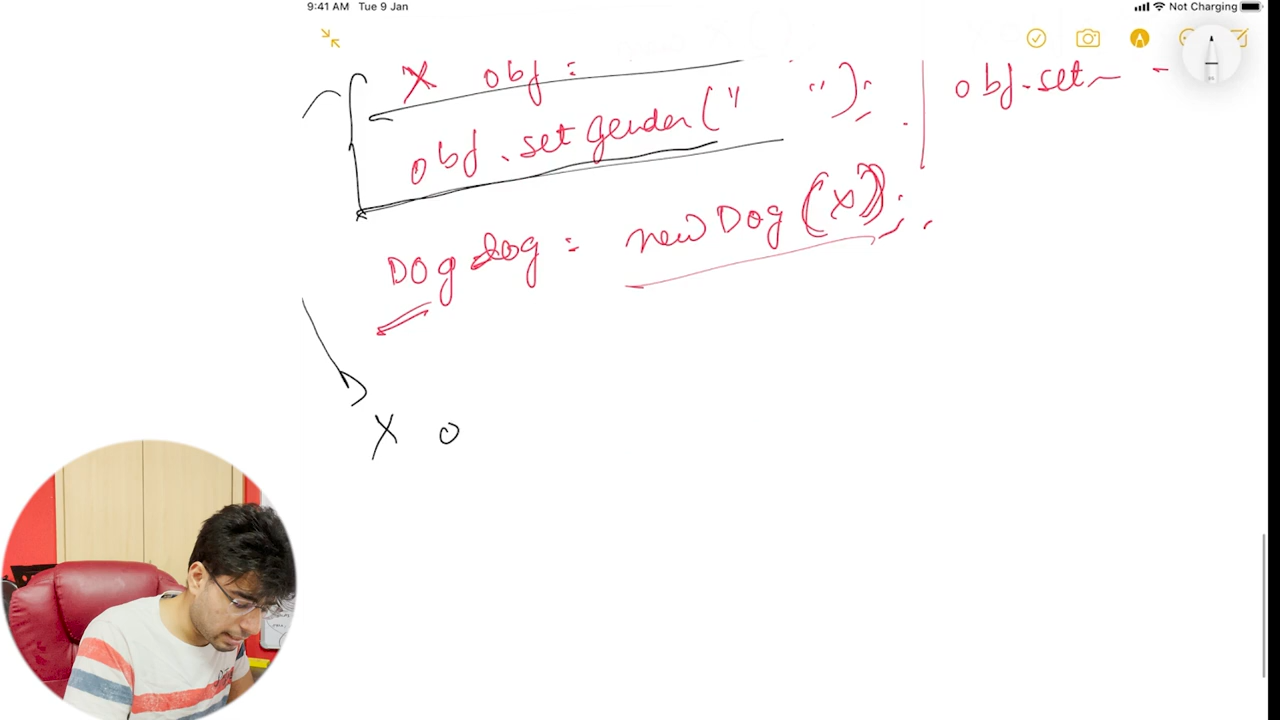 9:41 AM Tue 9 Jan
Not Charging
X obj =
obj.set gender(" ");
obj.set
Dog dog = new Dog (X);
X o